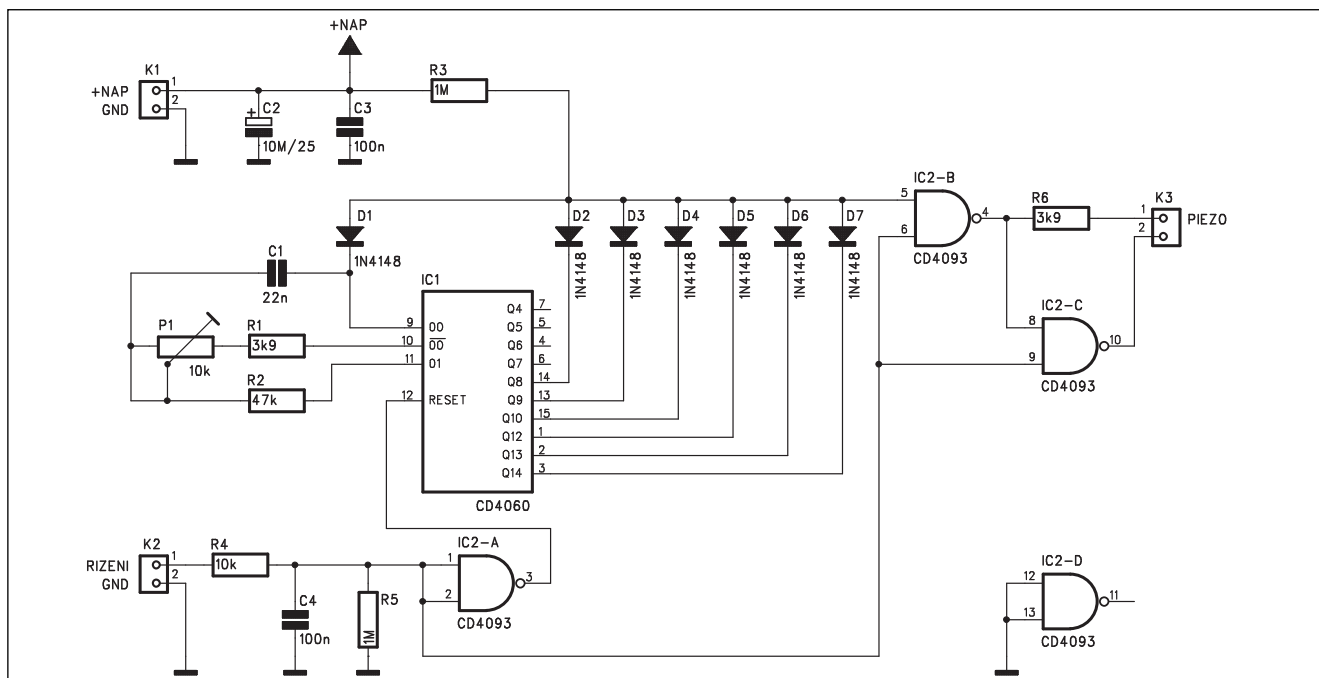 +NAP
K1
+NAP
GND
1
2
+
C2
10M/25
C3
100n
R3
1M
D1
1N4148
C1
22n
P1
10k
R1
3k9
R2
47k
IC1
9 O0
10 O0
11 O1
12 RESET
Q4 7
Q5 5
Q6 4
Q7 6
Q8 14
Q9 13
Q10 15
Q12 1
Q13 2
Q14 3
CD4060
D2
D3
D4
D5
D6
D7
1N4148
1N4148
1N4148
1N4148
1N4148
1N4148
IC2-B
5
6
4
CD4093
R6
3k9
K3
1
2
PIEZO
IC2-C
8
9
10
CD4093
K2
RIZENI
GND
1
2
R4
10k
C4
100n
R5
1M
IC2-A
1
2
3
CD4093
IC2-D
12
13
11
CD4093